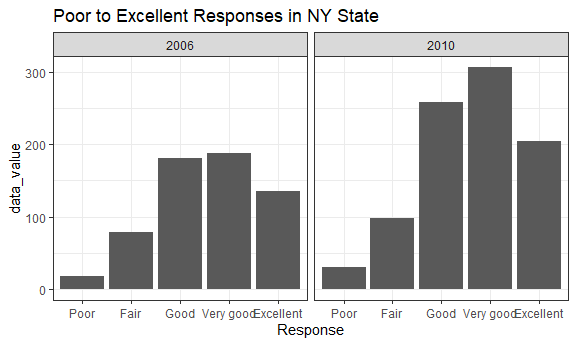 Poor to Excellent Responses in NY State
2006 2010
300
200
100
0
data_value
Poor Fair Good Very good Excellent Poor Fair Good Very good Excellent
Response